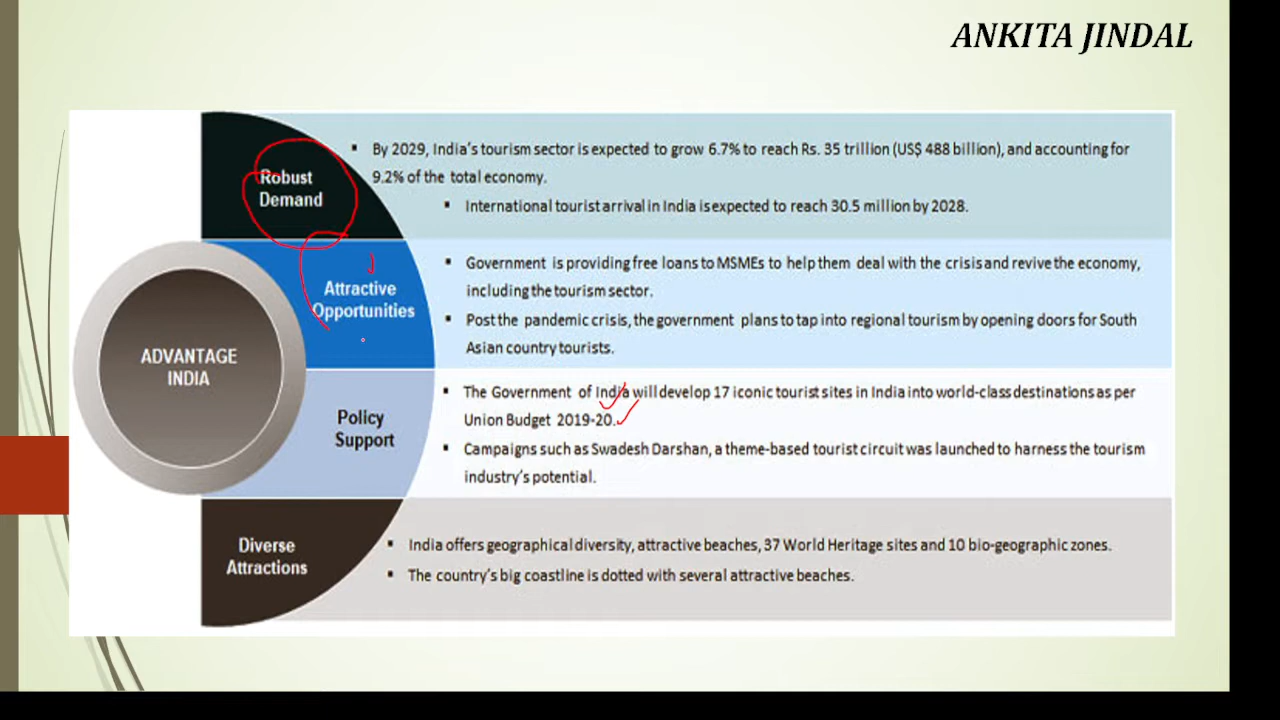 ANKITA JINDAL
Robust
Demand
▪ By 2029, India's tourism sector is expected to grow 6.7% to reach Rs. 35 trillion (US$ 488 billion), and accounting for
9.2% of the total economy.
▪ International tourist arrival in India is expected to reach 30.5 million by 2028.
Attractive
Opportunities
▪ Government is providing free loans to MSMEs to help them deal with the crisis and revive the economy,
including the tourism sector.
▪ Post the pandemic crisis, the government plans to tap into regional tourism by opening doors for South
Asian country tourists.
ADVANTAGE
INDIA
Policy
Support
▪ The Government of India will develop 17 iconic tourist sites in India into world-class destinations as per
Union Budget 2019-20.
▪ Campaigns such as Swadesh Darshan, a theme-based tourist circuit was launched to harness the tourism
industry's potential.
Diverse
Attractions
▪ India offers geographical diversity, attractive beaches, 37 World Heritage sites and 10 bio-geographic zones.
▪ The country's big coastline is dotted with several attractive beaches.